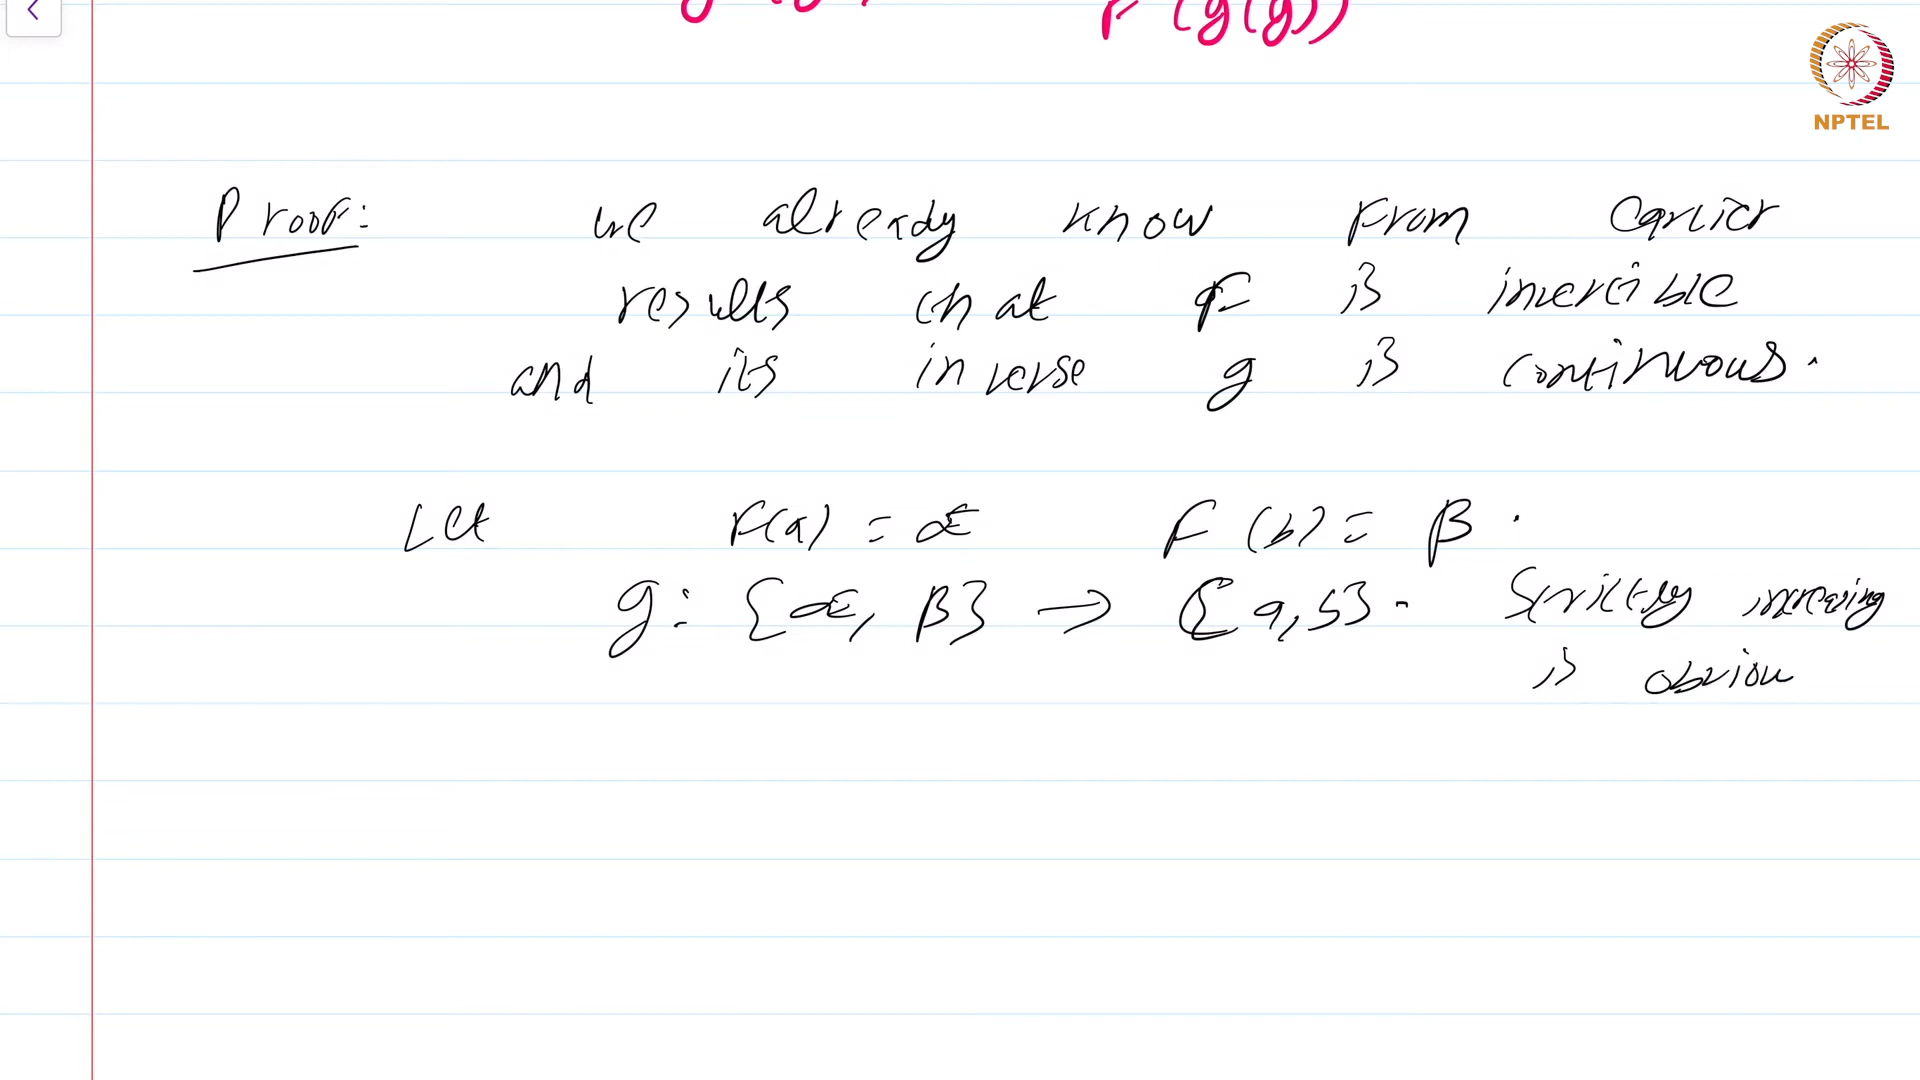 F'(g(y))
NPTEL
Proof: we already know from earlier
results that F is invertible
and its inverse g is continuous.
Let F(a) = α F(b) = β.
g: [α, β] → [a, b]. Strictly increasing
is obviou